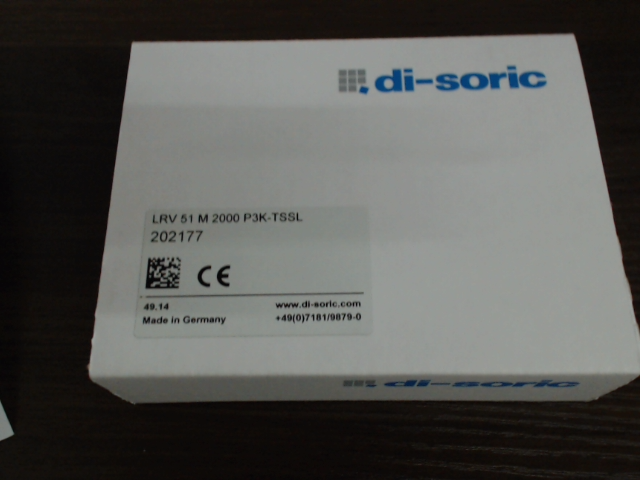 di-soric
LRV 51 M 2000 P3K-TSSL
202177
CE
49.14
www.di-soric.com
Made in Germany
+49(0)7181/9879-0
di-soric